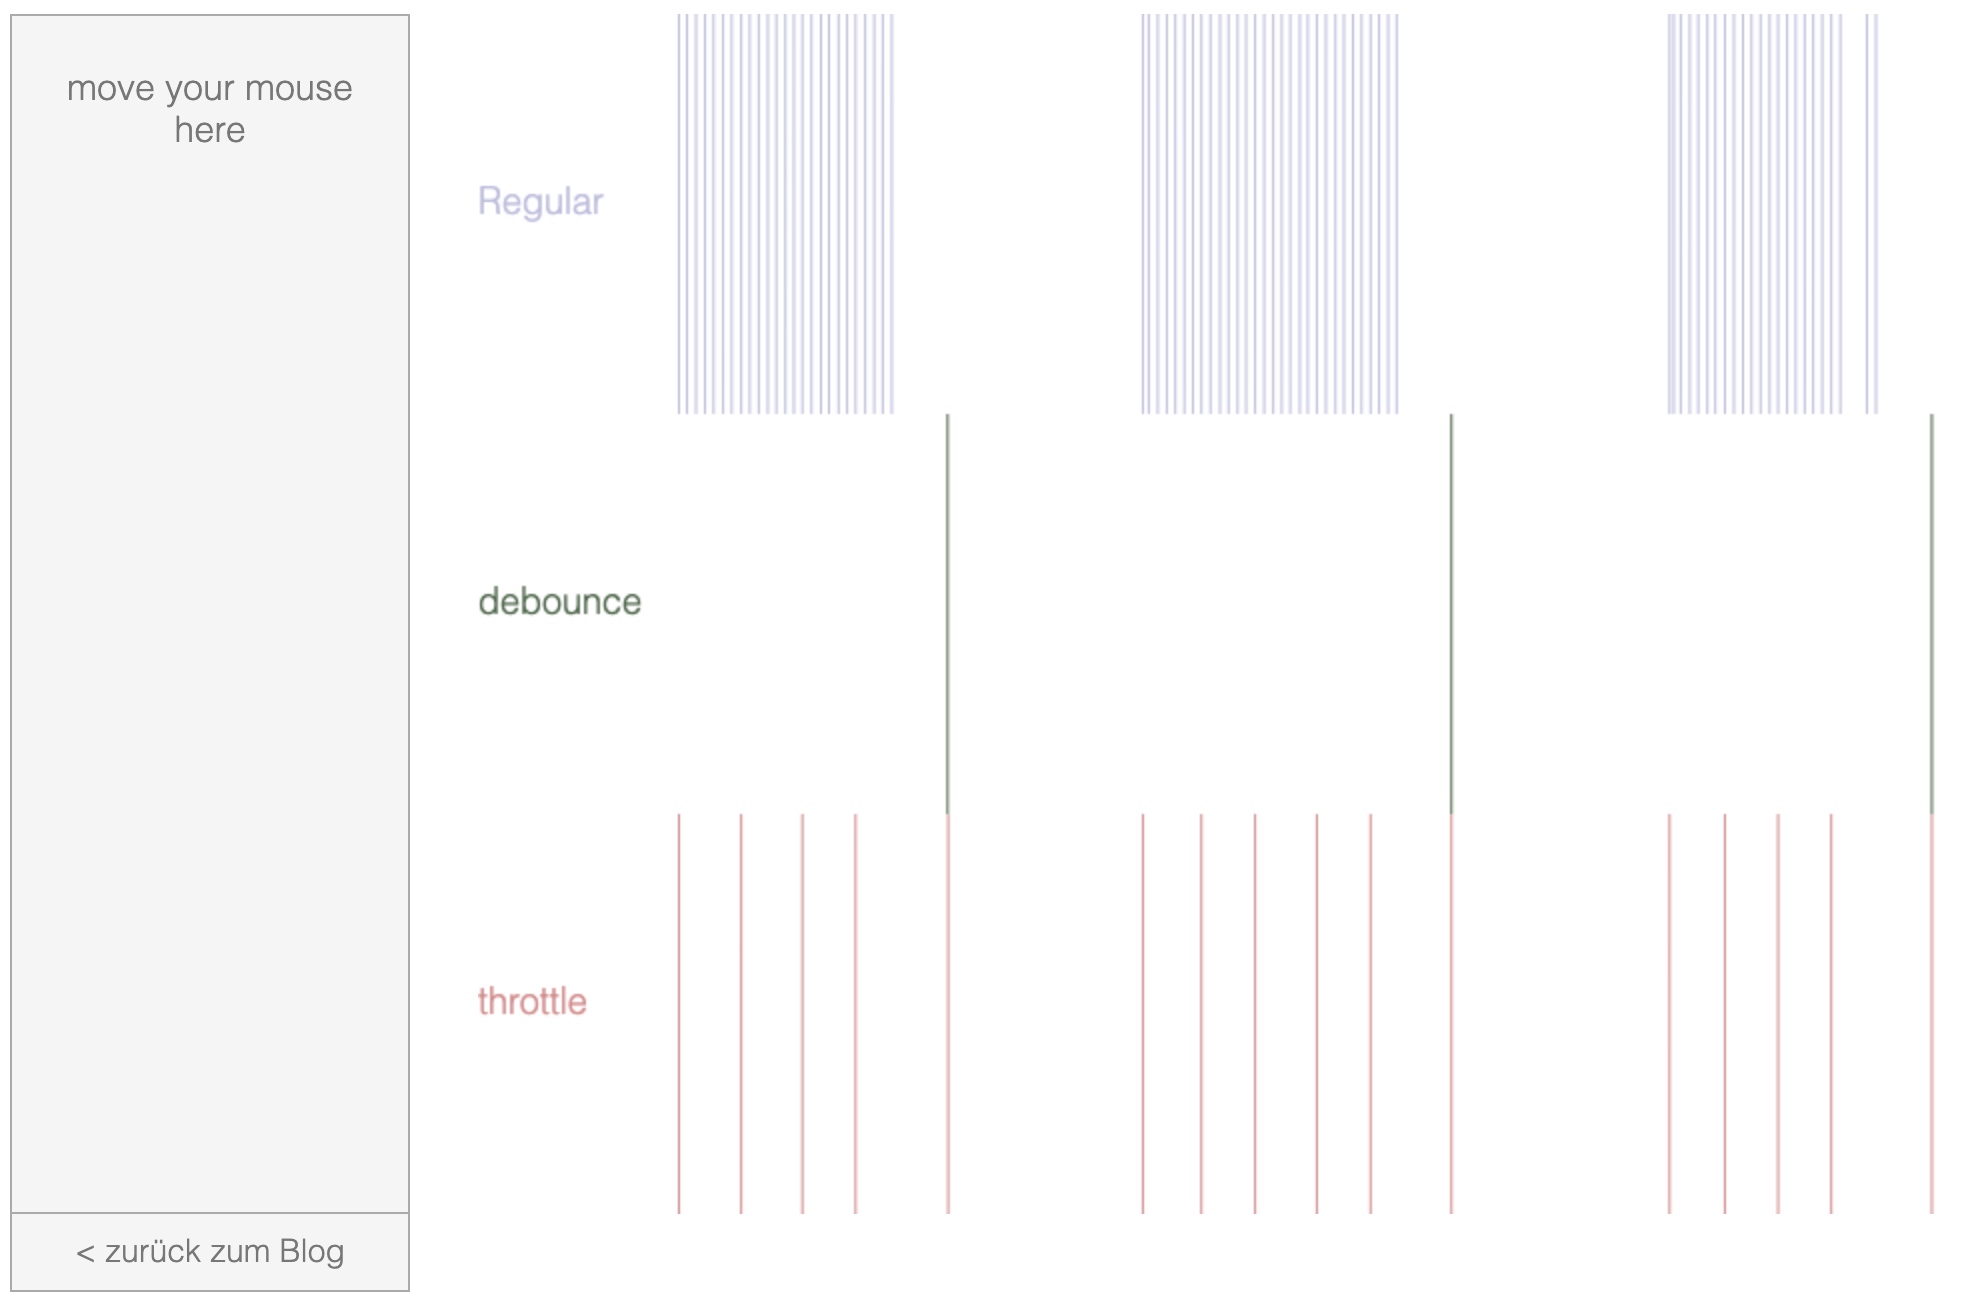 move your mouse
here
Regular
debounce
throttle
< zurück zum Blog